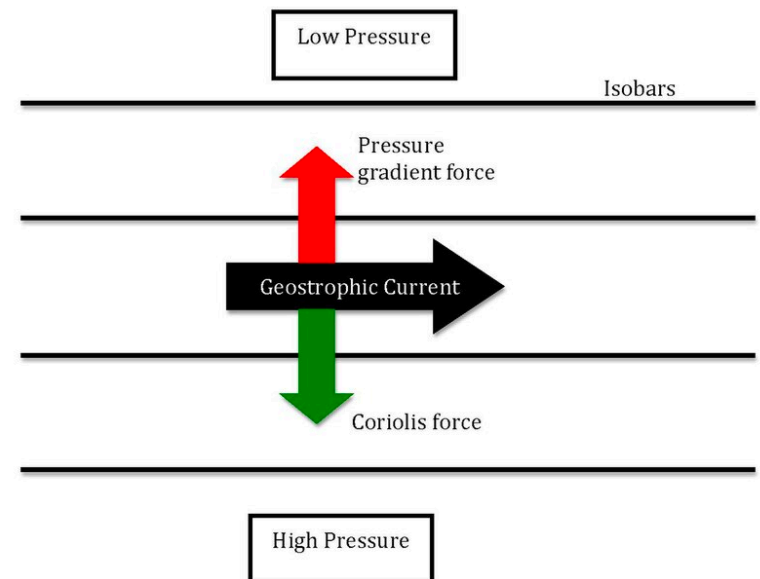 Low Pressure
Isobars
Pressure
gradient force
Geostrophic Current
Coriolis force
High Pressure